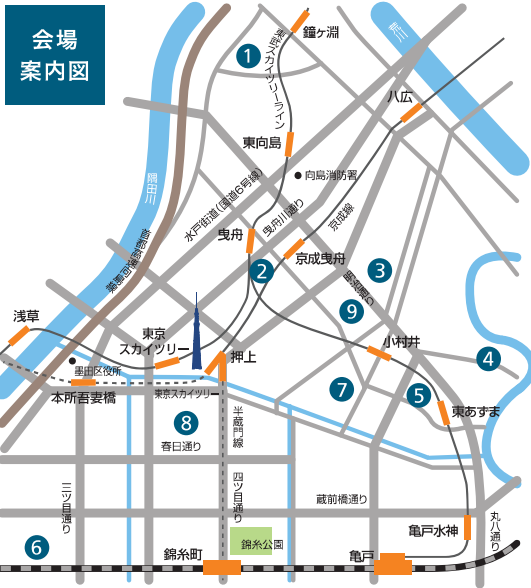 会場
案内図
鐘ヶ淵
荒川
①
東武スカイツリーライン
八広
東向島
向島消防署
隅田川
水戸街道(国道6号線)
曳舟川通り
京成線
首都高速向島線
曳舟
京成曳舟
②
③
明治通り
⑨
浅草
東京
スカイツリー
押上
小村井
④
墨田区役所
本所吾妻橋
東京スカイツリー
⑦
⑤
東あずま
⑧
半蔵門線
春日通り
三ツ目通り
四ツ目通り
蔵前橋通り
丸八通り
亀戸水神
⑥
錦糸町
錦糸公園
亀戸